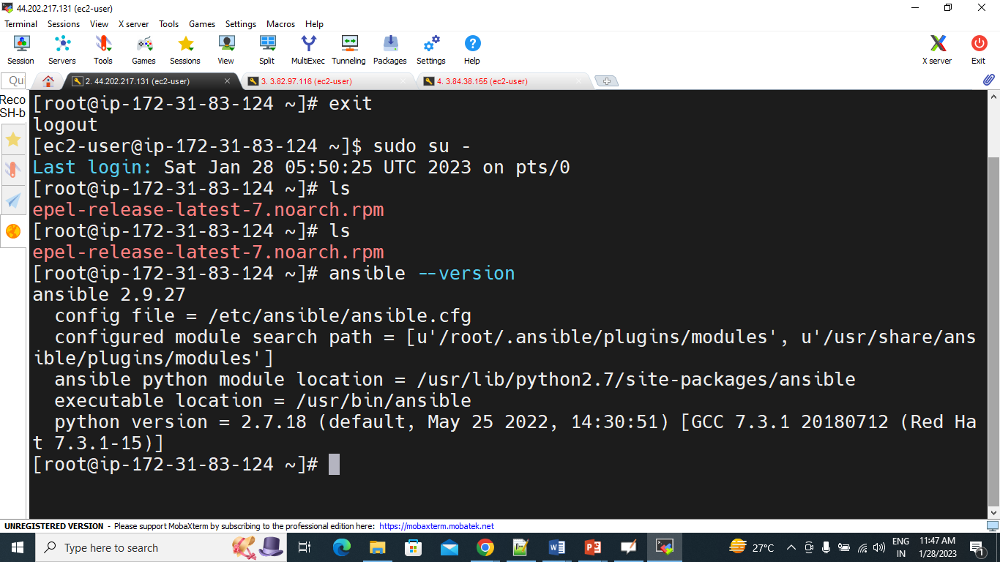 44.202.217.131 (ec2-user)
Terminal Sessions View X server Tools Games Settings Macros Help
Session Servers Tools Games Sessions View Split MultiExec Tunneling Packages Settings Help X server Exit
Qu
2. 44.202.217.131 (ec2-user)
3. 3.82.97.116 (ec2-user)
4. 3.84.38.155 (ec2-user)
Reco
SH-b
[root@ip-172-31-83-124 ~]# exit
logout
[ec2-user@ip-172-31-83-124 ~]$ sudo su -
Last login: Sat Jan 28 05:50:25 UTC 2023 on pts/0
[root@ip-172-31-83-124 ~]# ls
epel-release-latest-7.noarch.rpm
[root@ip-172-31-83-124 ~]# ls
epel-release-latest-7.noarch.rpm
[root@ip-172-31-83-124 ~]# ansible --version
ansible 2.9.27
  config file = /etc/ansible/ansible.cfg
  configured module search path = [u'/root/.ansible/plugins/modules', u'/usr/share/ans
ible/plugins/modules']
  ansible python module location = /usr/lib/python2.7/site-packages/ansible
  executable location = /usr/bin/ansible
  python version = 2.7.18 (default, May 25 2022, 14:30:51) [GCC 7.3.1 20180712 (Red Ha
t 7.3.1-15)]
[root@ip-172-31-83-124 ~]#
UNREGISTERED VERSION - Please support MobaXterm by subscribing to the professional edition here: https://mobaxterm.mobatek.net
Type here to search
27°C
ENG
IN
11:47 AM
1/28/2023
1